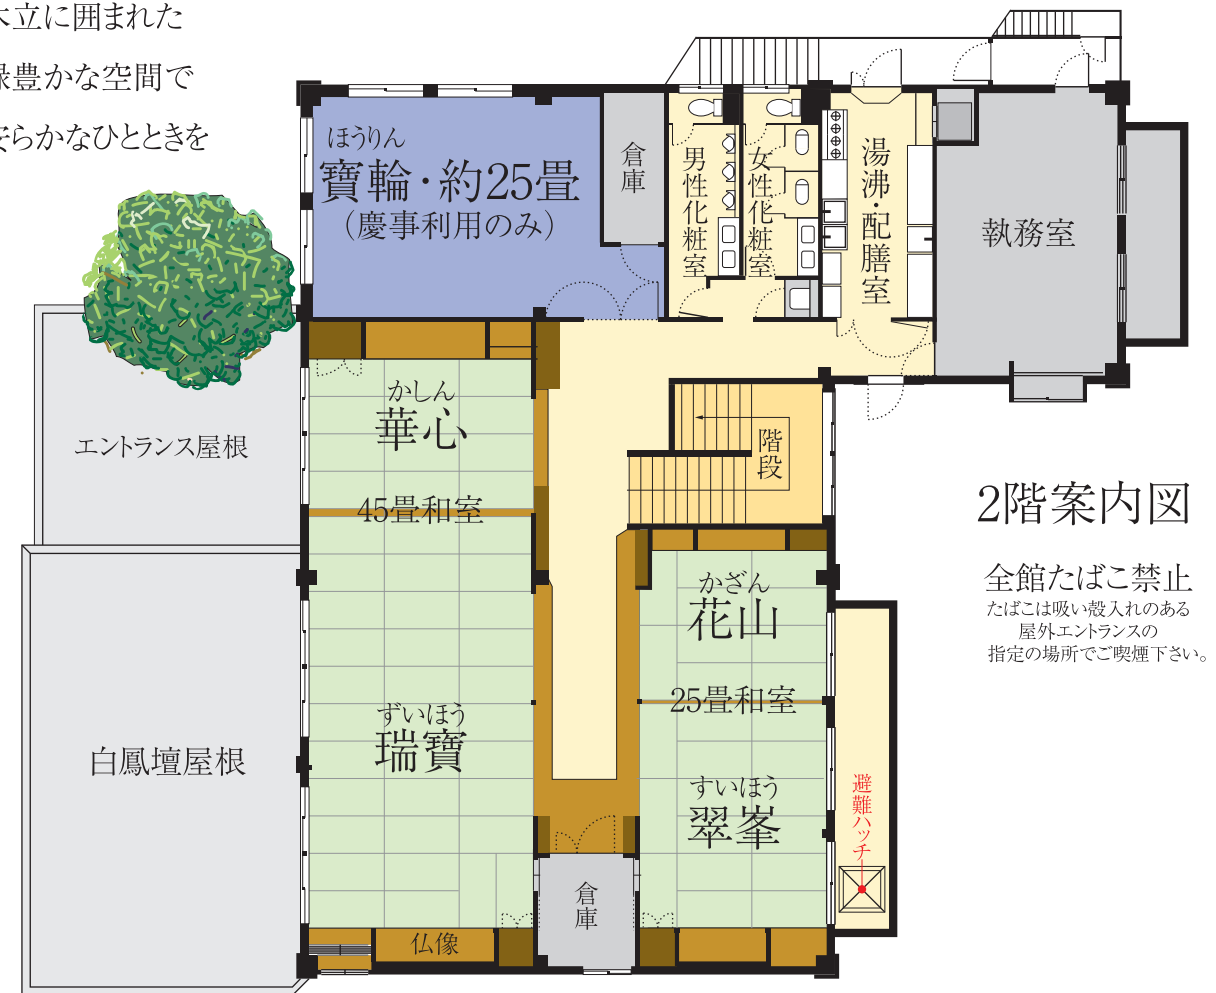 木立に囲まれた
緑豊かな空間で
安らかなひとときを
ほうりん
寶輪・約25畳
（慶事利用のみ）
倉庫
男性化粧室
女性化粧室
湯沸・配膳室
執務室
エントランス屋根
かしん
華心
45畳和室
階段
2階案内図
全館たばこ禁止
たばこは吸い殻入れのある
屋外エントランスの
指定の場所でご喫煙下さい。
かざん
花山
25畳和室
ずいほう
瑞寶
白鳳壇屋根
すいほう
翠峯
避難ハッチ
倉庫
仏像